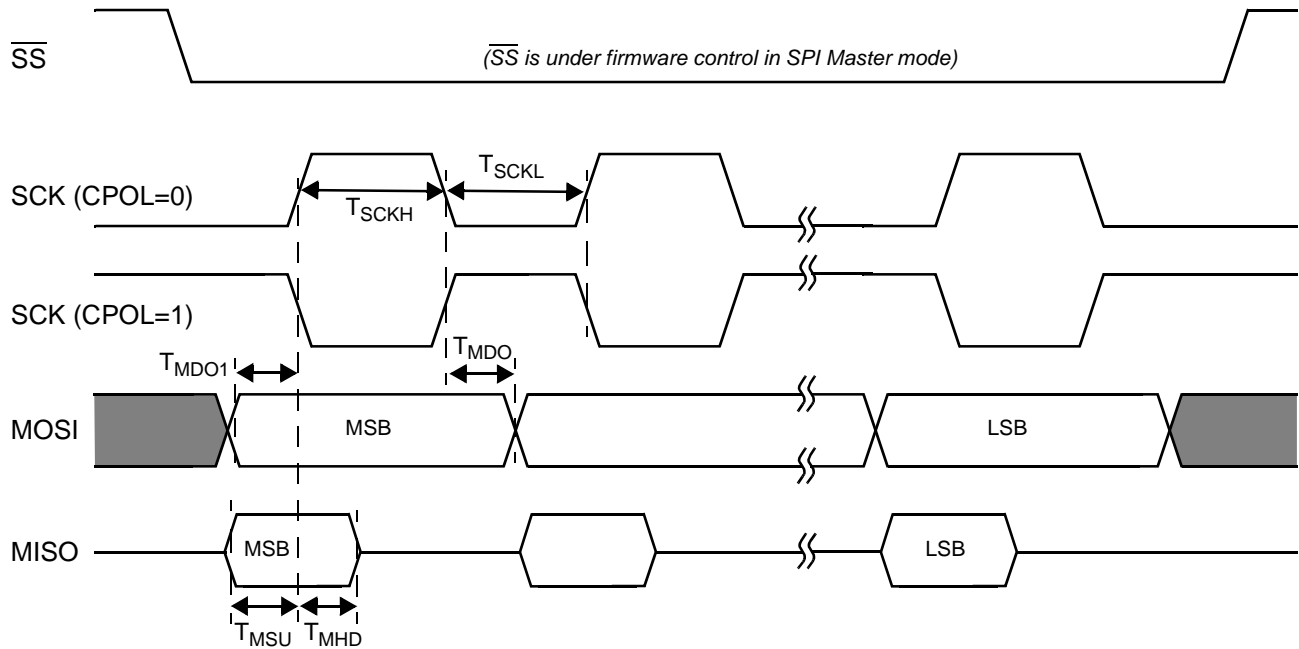 SS
(SS is under firmware control in SPI Master mode)
TSCKL
SCK (CPOL=0)
TSCKH
SCK (CPOL=1)
TMDO1
TMDO
MOSI
MSB
LSB
MISO
MSB
LSB
TMSU
TMHD